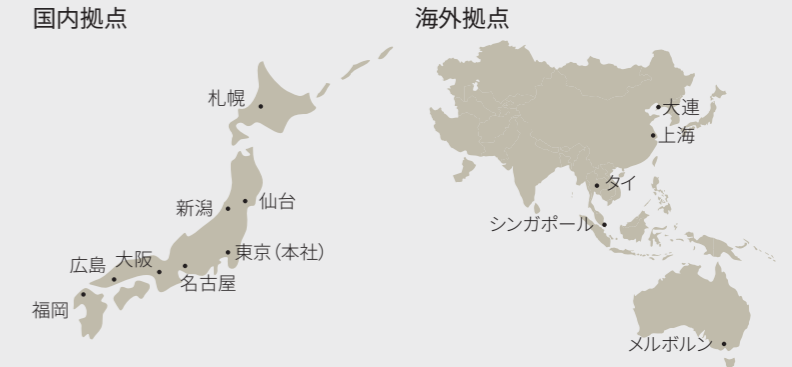 国内拠点
札幌
仙台
新潟
東京（本社）
大阪
広島
名古屋
福岡
海外拠点
大連
上海
タイ
シンガポール
メルボルン